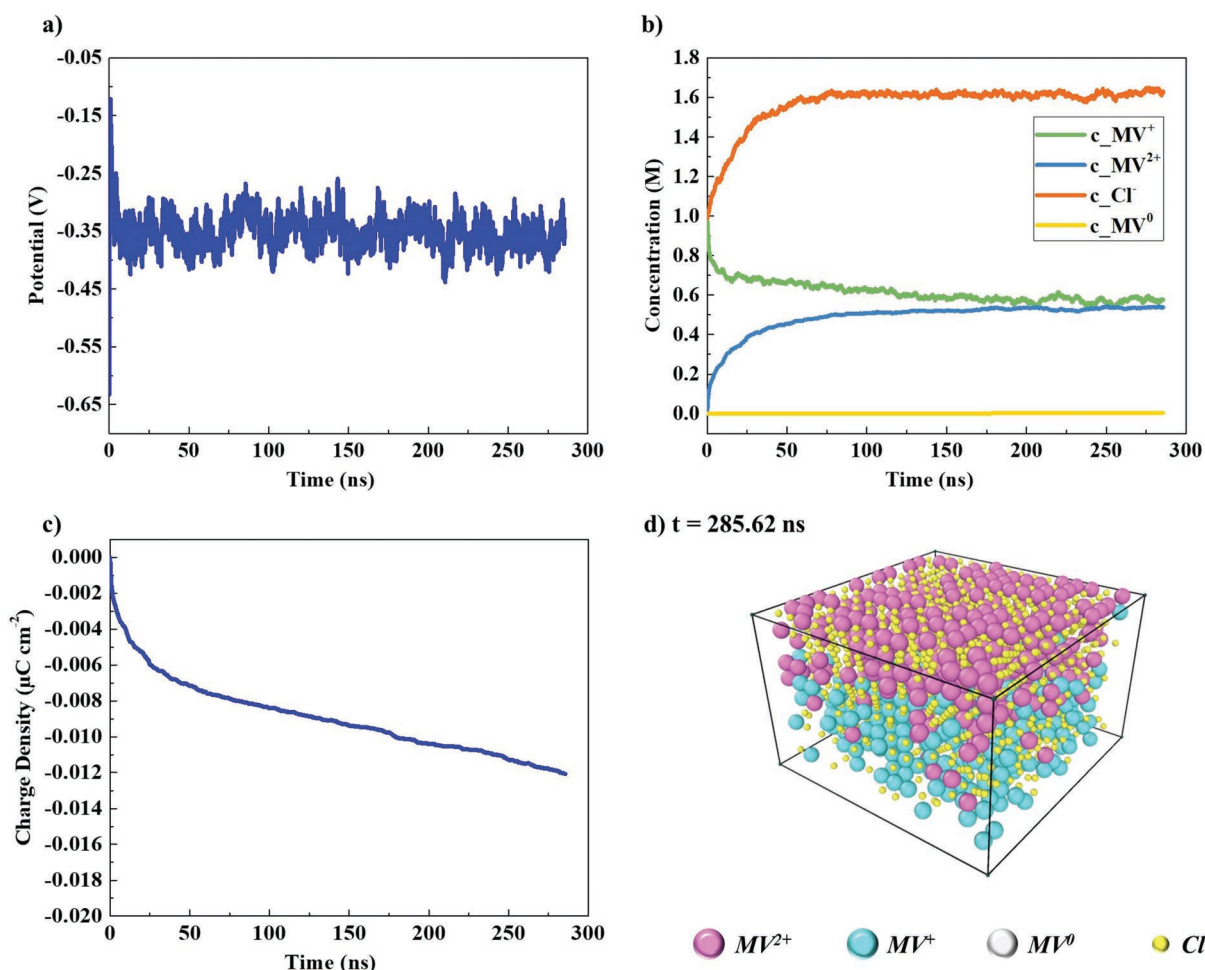 a)
-0.05
-0.15
-0.25
-0.35
-0.45
-0.55
-0.65
Potential (V)
0 50 100 150 200 250 300
Time (ns)
b)
1.8
1.6
1.4
1.2
1.0
0.8
0.6
0.4
0.2
0.0
Concentration (M)
c_MV⁺
c_MV²⁺
c_Cl⁻
c_MV⁰
0 50 100 150 200 250 300
Time (ns)
c)
0.000
-0.002
-0.004
-0.006
-0.008
-0.010
-0.012
-0.014
-0.016
-0.018
-0.020
Charge Density (μC cm⁻²)
0 50 100 150 200 250 300
Time (ns)
d) t = 285.62 ns
MV²⁺ MV⁺ MV⁰ Cl